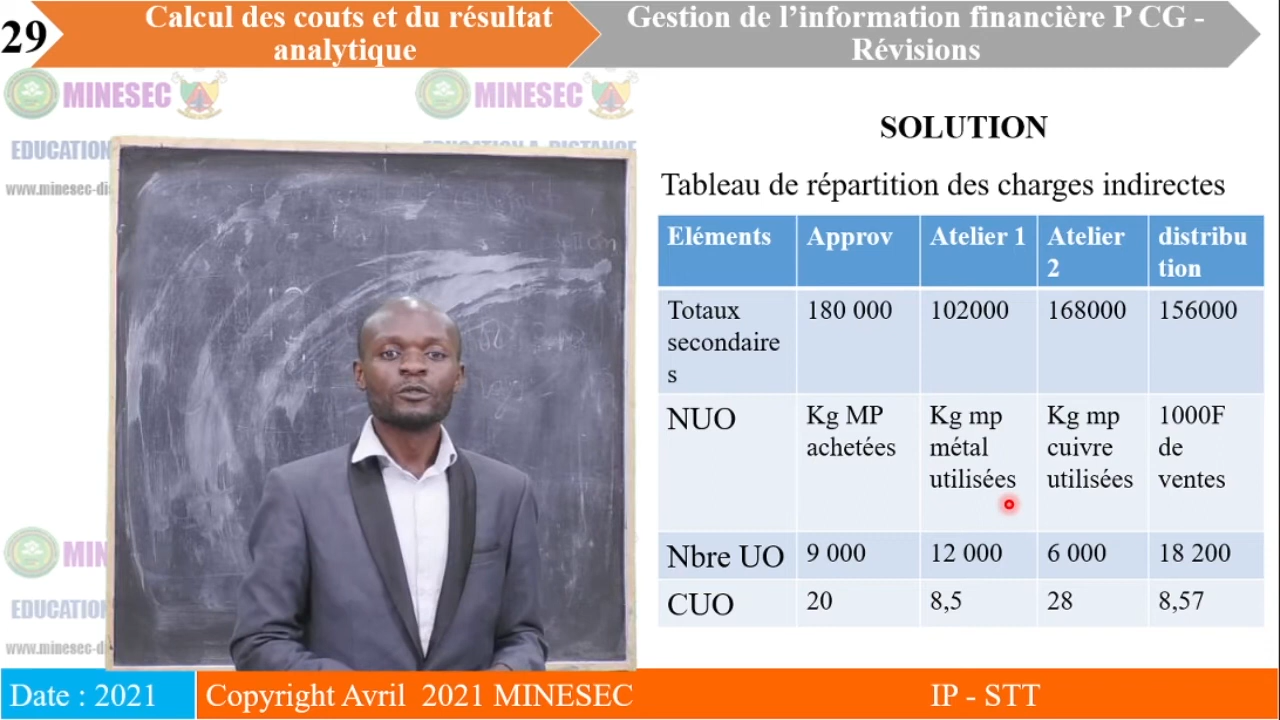 29
Calcul des couts et du résultat
analytique
Gestion de l’information financière P CG -
Révisions
MINESEC
MINESEC
EDUCATION
EDUCATION A DISTANCE
www.minesec-di
SOLUTION
Tableau de répartition des charges indirectes
Eléments Approv Atelier 1 Atelier distribu
2 tion
Totaux 180 000 102000 168000 156000
secondaire
s
NUO Kg MP Kg mp Kg mp 1000F
achetées métal cuivre de
utilisées utilisées ventes
Nbre UO 9 000 12 000 6 000 18 200
CUO 20 8,5 28 8,57
MIN
EDUCATION
www.minesec-d
Date : 2021
Copyright Avril 2021 MINESEC
IP - STT